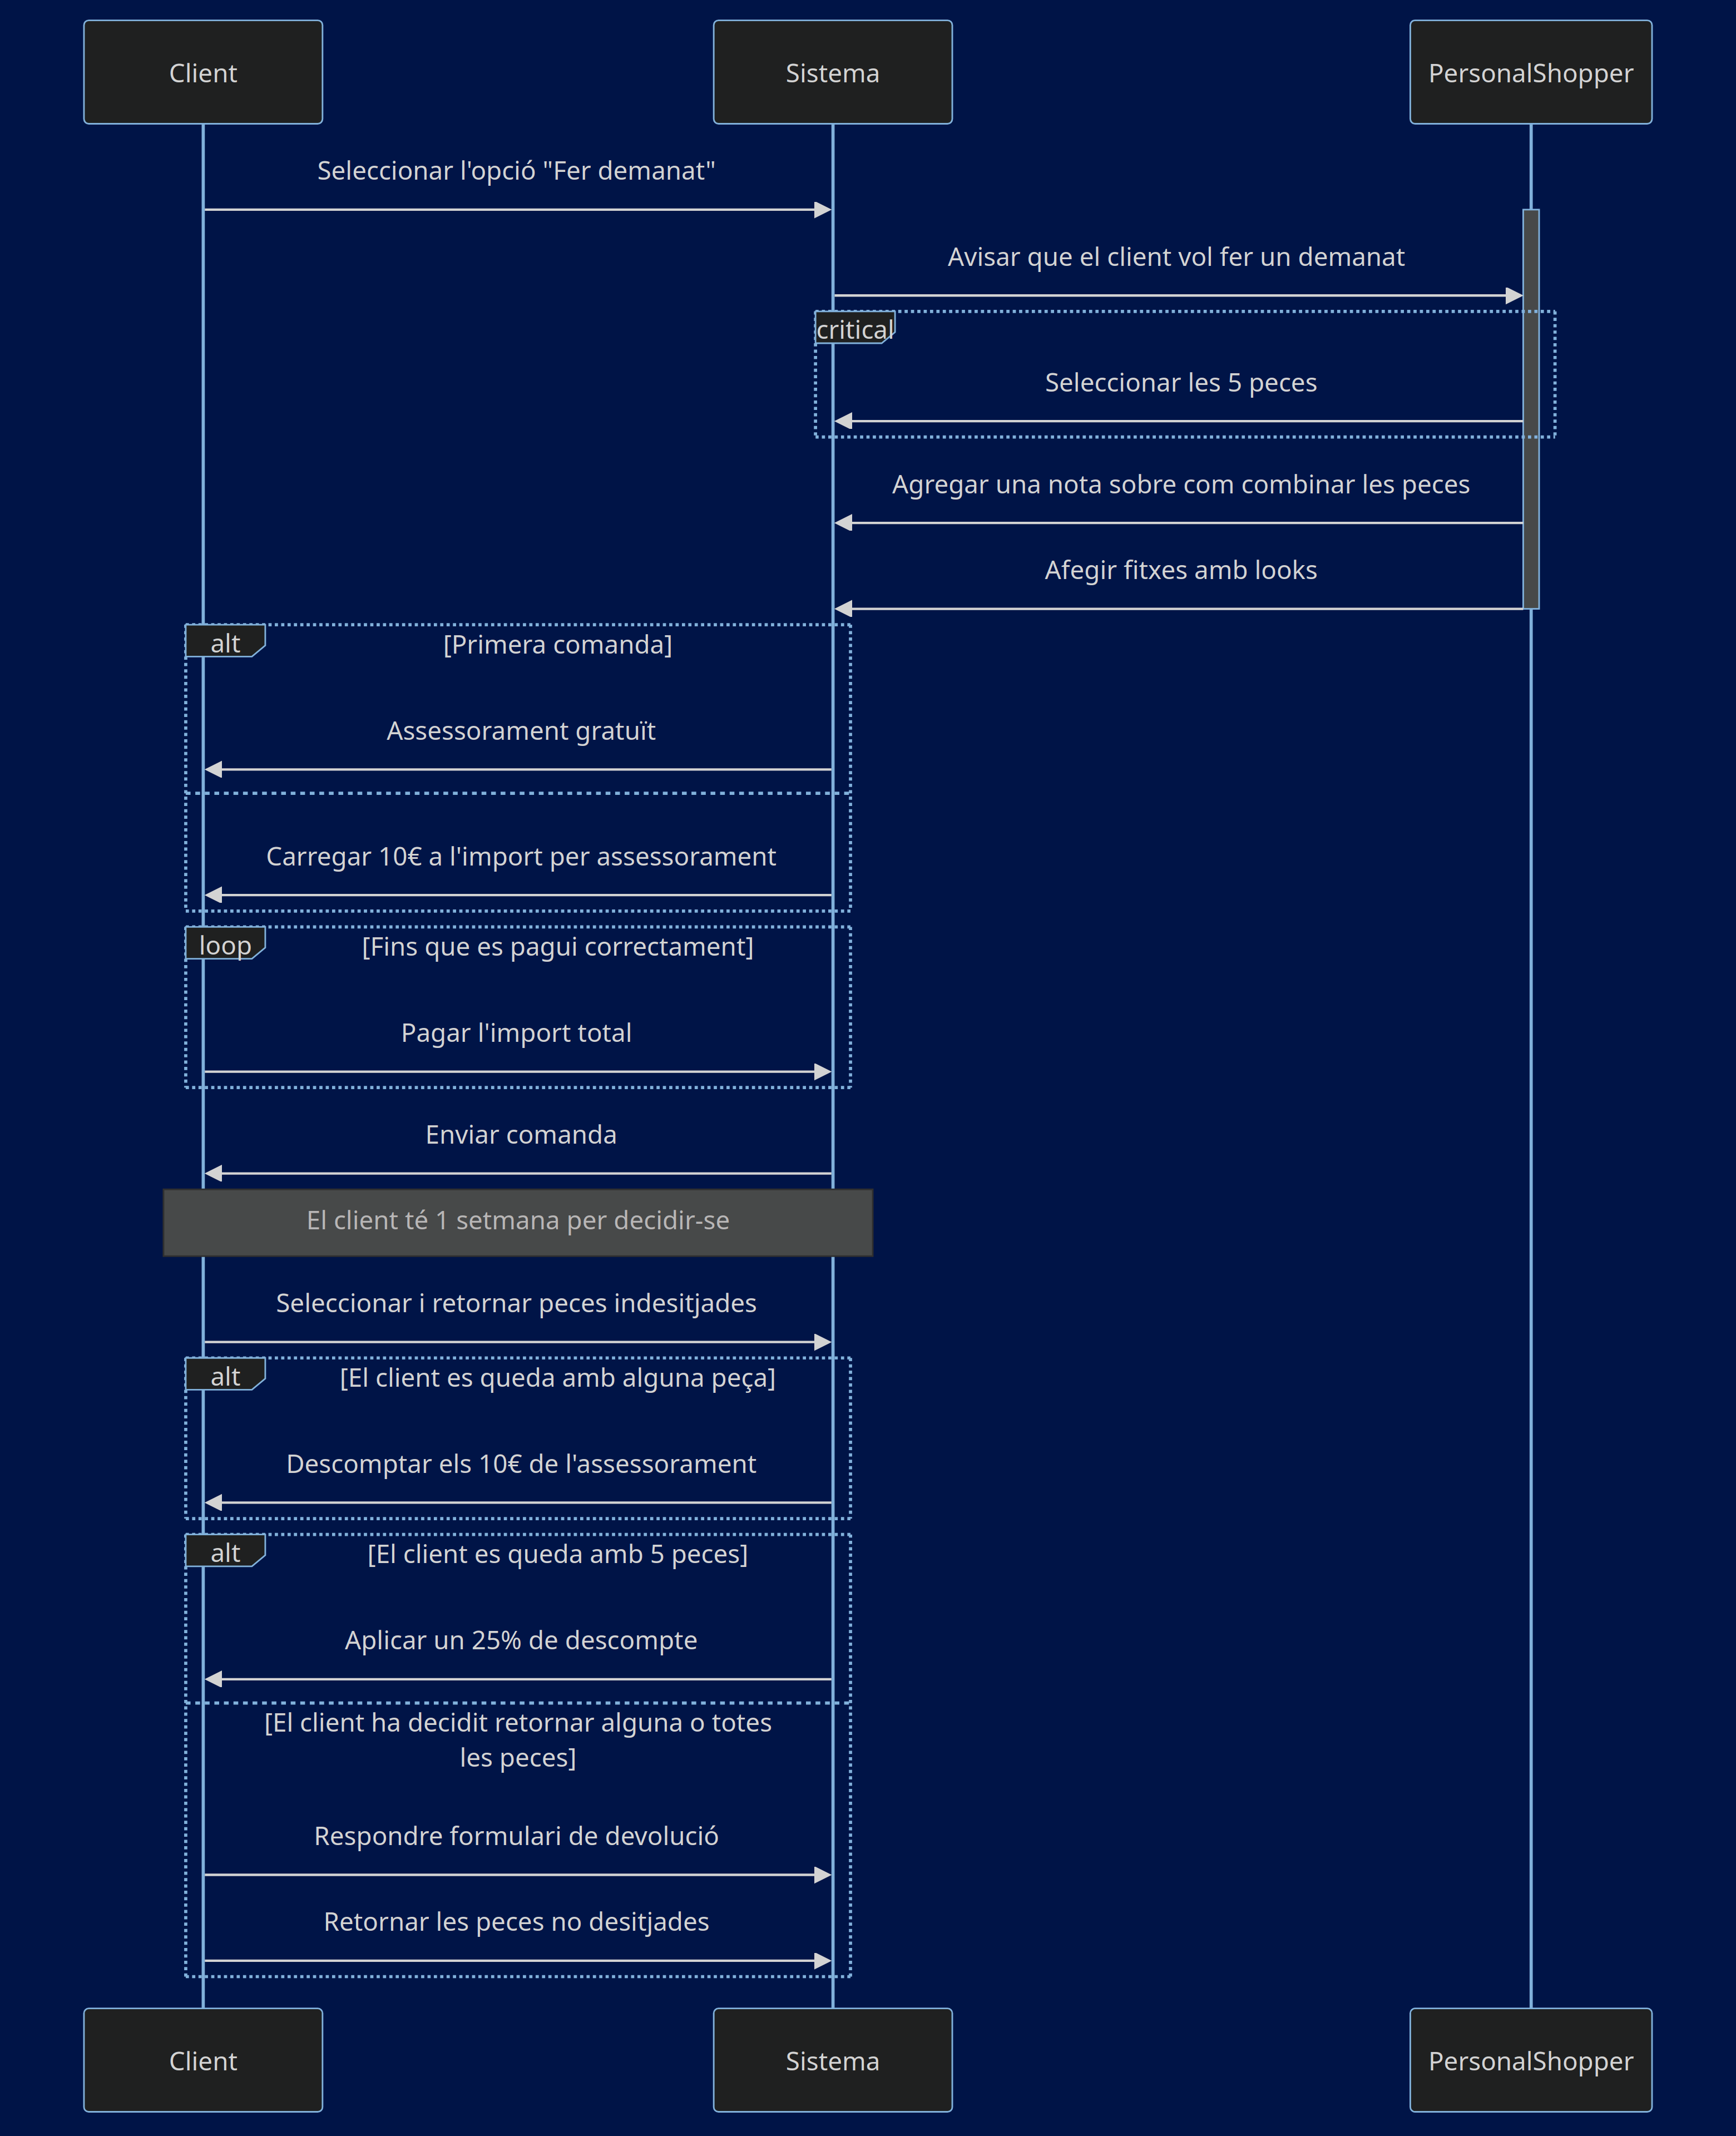 Client
Sistema
PersonalShopper
Seleccionar l'opció "Fer demanat"
Avisar que el client vol fer un demanat
critical
Seleccionar les 5 peces
Agregar una nota sobre com combinar les peces
Afegir fitxes amb looks
alt
[Primera comanda]
Assessorament gratuït
Carregar 10€ a l'import per assessorament
loop
[Fins que es pagui correctament]
Pagar l'import total
Enviar comanda
El client té 1 setmana per decidir-se
Seleccionar i retornar peces indesitjades
alt
[El client es queda amb alguna peça]
Descomptar els 10€ de l'assessorament
alt
[El client es queda amb 5 peces]
Aplicar un 25% de descompte
[El client ha decidit retornar alguna o totes
les peces]
Respondre formulari de devolució
Retornar les peces no desitjades
Client
Sistema
PersonalShopper